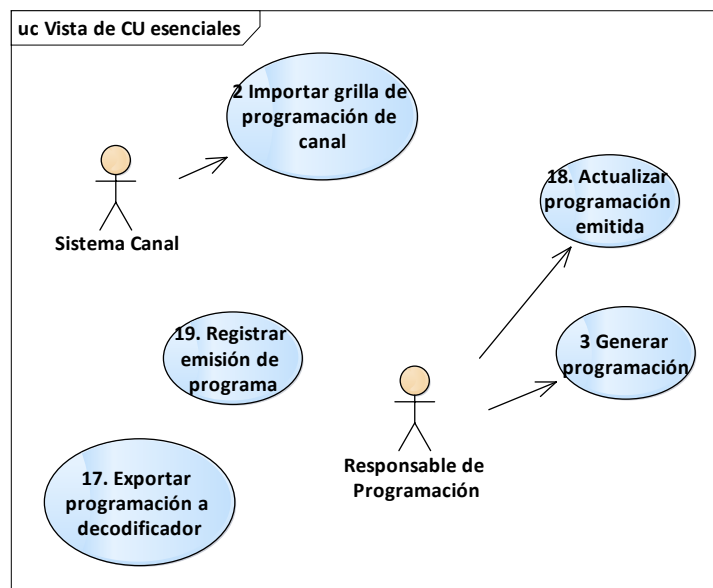 uc Vista de CU esenciales
2 Importar grilla de
programación de
canal
Sistema Canal
18. Actualizar
programación
emitida
19. Registrar
emisión de
programa
3 Generar
programación
Responsable de
Programación
17. Exportar
programación a
decodificador